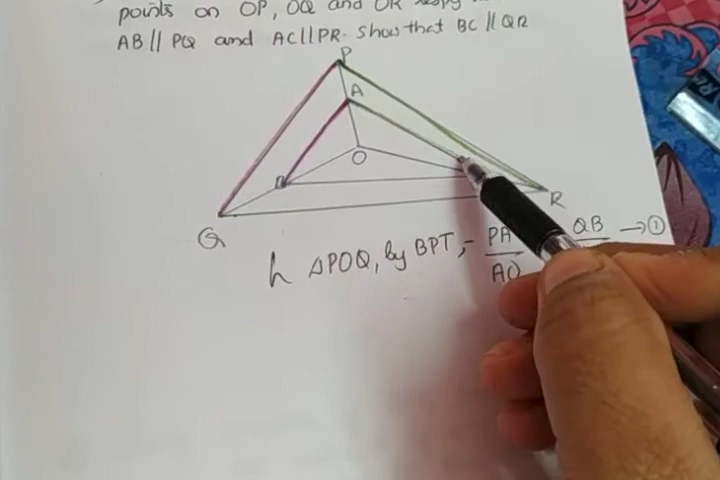 points on OP, OQ and OR
AB // PQ and AC // PR. Show that BC // QR
P
A
O
B
R
Q
In △POQ, by BPT, PA/AO QB → ①